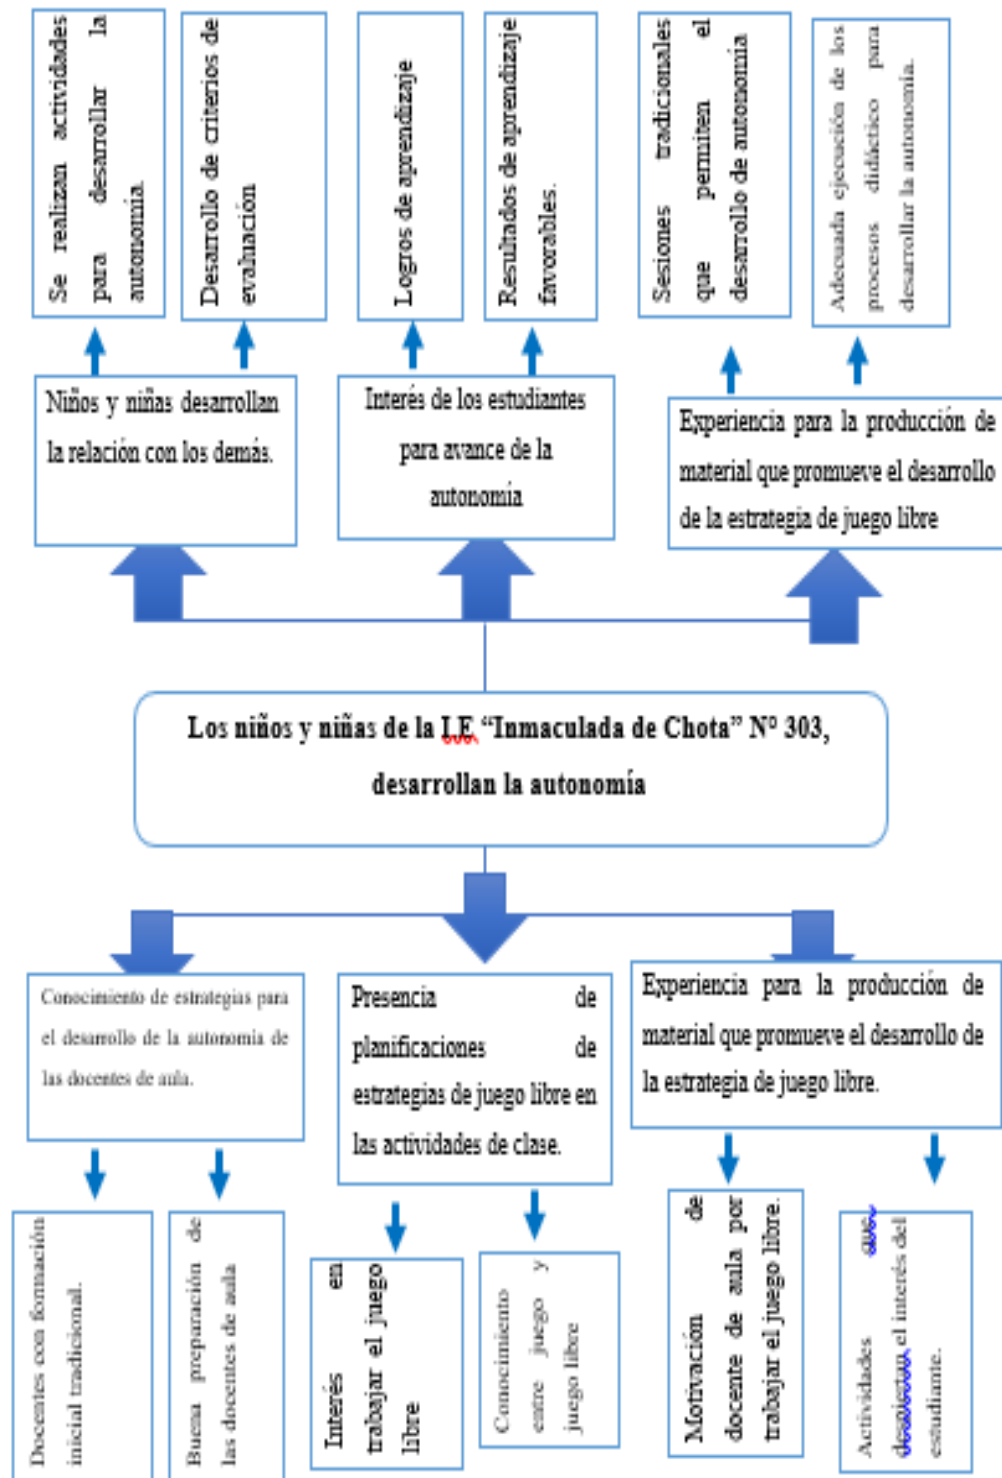 Se realizan actividades
para desarrollar la
autonomía.
Desarrollo de criterios de
evaluación
Logros de aprendizaje
Resultados de aprendizaje
favorables.
Sesiones tradicionales
que permiten el
desarrollo de autonomía
Adecuada ejecución de los
procesos didáctico para
desarrollar la autonomía.
Niños y niñas desarrollan
la relación con los demás.
Interés de los estudiantes
para avance de la
autonomía
Experiencia para la producción de
material que promueve el desarrollo
de la estrategia de juego libre
Los niños y niñas de la I.E “Inmaculada de Chota” N° 303,
desarrollan la autonomía
Conocimiento de estrategias para
el desarrollo de la autonomía de
las docentes de aula.
Presencia de
planificaciones de
estrategias de juego libre en
las actividades de clase.
Experiencia para la producción de
material que promueve el desarrollo de
la estrategia de juego libre.
Docentes con formación
inicial tradicional.
Buena preparación de
las docentes de aula
Interés en
trabajar el juego
libre
Conocimiento
entre juego y
juego libre
Motivación de
docente de aula por
trabajar el juego libre.
Actividades que
despiertan el interés del
estudiante.